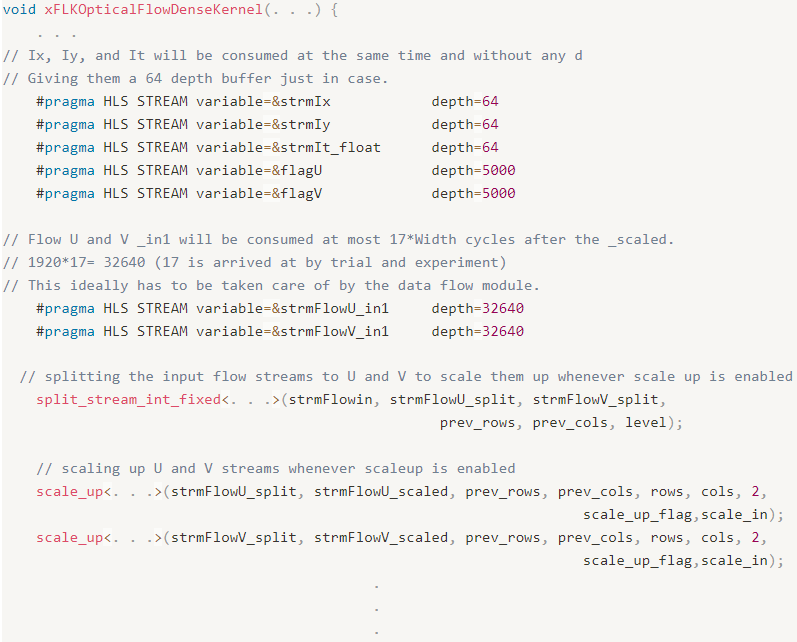 void xFLKOpticalFlowDenseKernel(. . .) {
. . .
// Ix, Iy, and It will be consumed at the same time and without any d
// Giving them a 64 depth buffer just in case.
#pragma HLS STREAM variable=&strmIx depth=64
#pragma HLS STREAM variable=&strmIy depth=64
#pragma HLS STREAM variable=&strmIt_float depth=64
#pragma HLS STREAM variable=&flagU depth=5000
#pragma HLS STREAM variable=&flagV depth=5000
// Flow U and V _in1 will be consumed at most 17*Width cycles after the _scaled.
// 1920*17= 32640 (17 is arrived at by trial and experiment)
// This ideally has to be taken care of by the data flow module.
#pragma HLS STREAM variable=&strmFlowU_in1 depth=32640
#pragma HLS STREAM variable=&strmFlowV_in1 depth=32640
// splitting the input flow streams to U and V to scale them up whenever scale up is enabled
split_stream_int_fixed<. . .>(strmFlowin, strmFlowU_split, strmFlowV_split,
prev_rows, prev_cols, level);
// scaling up U and V streams whenever scaleup is enabled
scale_up<. . .>(strmFlowU_split, strmFlowU_scaled, prev_rows, prev_cols, rows, cols, 2,
scale_up_flag,scale_in);
scale_up<. . .>(strmFlowV_split, strmFlowV_scaled, prev_rows, prev_cols, rows, cols, 2,
scale_up_flag,scale_in);
.
.
.